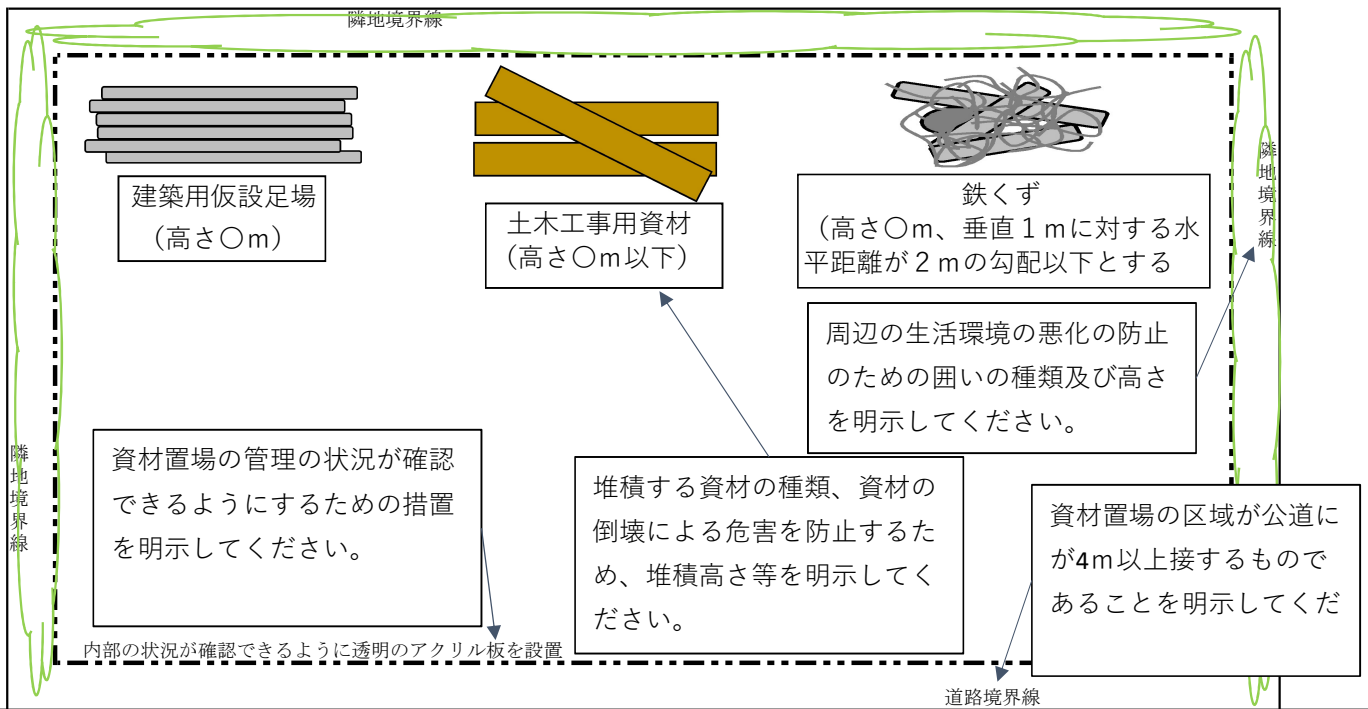 隣地境界線
建築用仮設足場
（高さ〇ｍ）
土木工事用資材
（高さ〇ｍ以下）
鉄くず
（高さ〇ｍ、垂直１ｍに対する水
平距離が２ｍの勾配以下とする
隣地境界線
周辺の生活環境の悪化の防止
のための囲いの種類及び高さ
を明示してください。
隣地境界線
資材置場の管理の状況が確認
できるようにするための措置
を明示してください。
堆積する資材の種類、資材の
倒壊による危害を防止するた
め、堆積高さ等を明示してく
ださい。
資材置場の区域が公道に
が4ｍ以上接するもので
あることを明示してくだ
内部の状況が確認できるように透明のアクリル板を設置
道路境界線